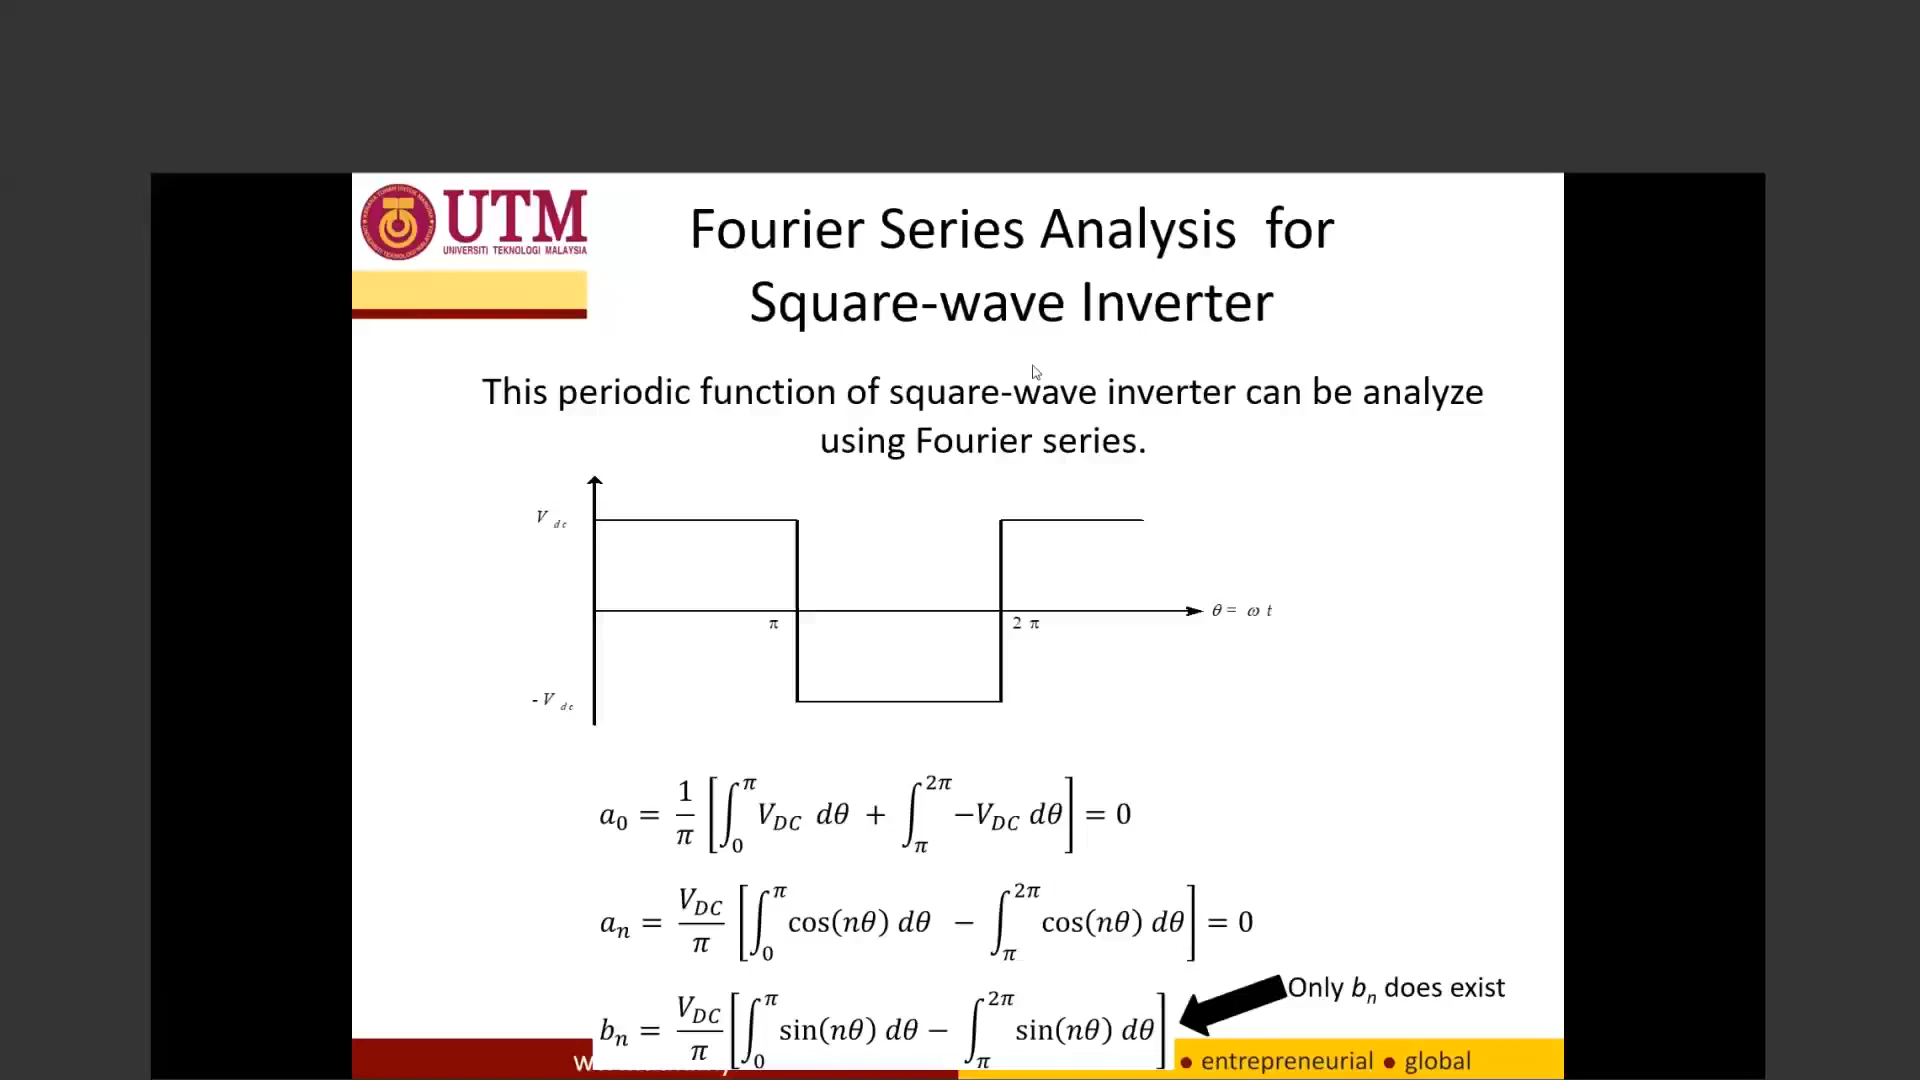 UTM
UNIVERSITI TEKNOLOGI MALAYSIA
Fourier Series Analysis for
Square-wave Inverter
This periodic function of square-wave inverter can be analyze
using Fourier series.
V dc
π
2 π
θ = ω t
- V dc
a₀ = 1/π [∫₀^π V_DC dθ + ∫_π^2π −V_DC dθ] = 0
aₙ = V_DC/π [∫₀^π cos(nθ) dθ − ∫_π^2π cos(nθ) dθ] = 0
Only bₙ does exist
bₙ = V_DC/π [∫₀^π sin(nθ) dθ − ∫_π^2π sin(nθ) dθ]
• entrepreneurial • global